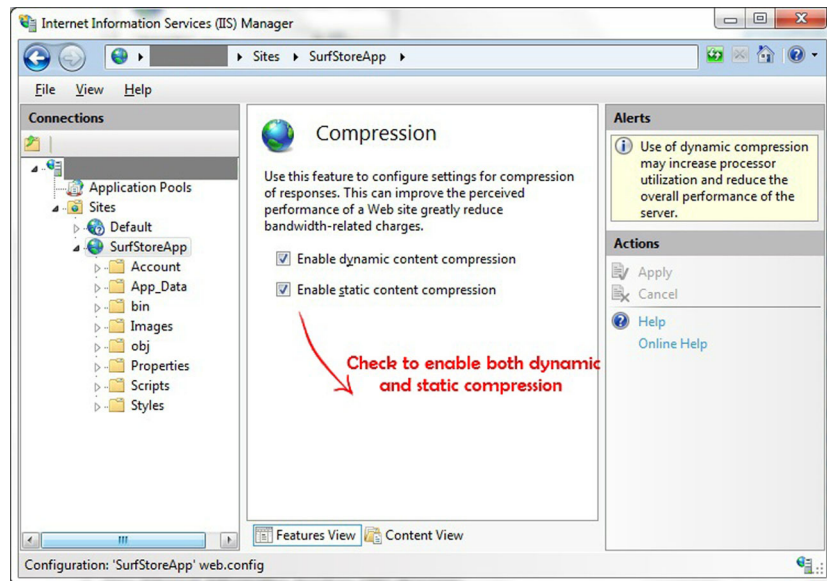 Internet Information Services (IIS) Manager
Sites
SurfStoreApp
File View Help
Connections
Application Pools
Sites
Default
SurfStoreApp
Account
App_Data
bin
Images
obj
Properties
Scripts
Styles
Compression
Use this feature to configure settings for compression
of responses. This can improve the perceived
performance of a Web site greatly reduce
bandwidth-related charges.
Enable dynamic content compression
Enable static content compression
Check to enable both dynamic
and static compression
Features View
Content View
Alerts
Use of dynamic compression
may increase processor
utilization and reduce the
overall performance of the
server.
Actions
Apply
Cancel
Help
Online Help
Configuration: 'SurfStoreApp' web.config